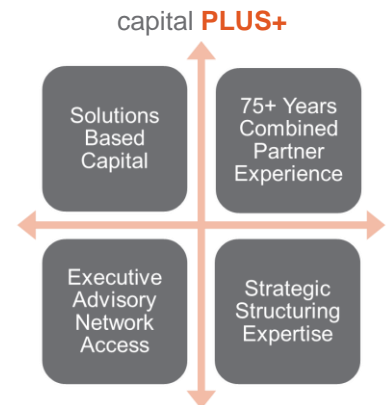 capital PLUS+
Solutions
Based
Capital
75+ Years
Combined
Partner
Experience
Executive
Advisory
Network
Access
Strategic
Structuring
Expertise